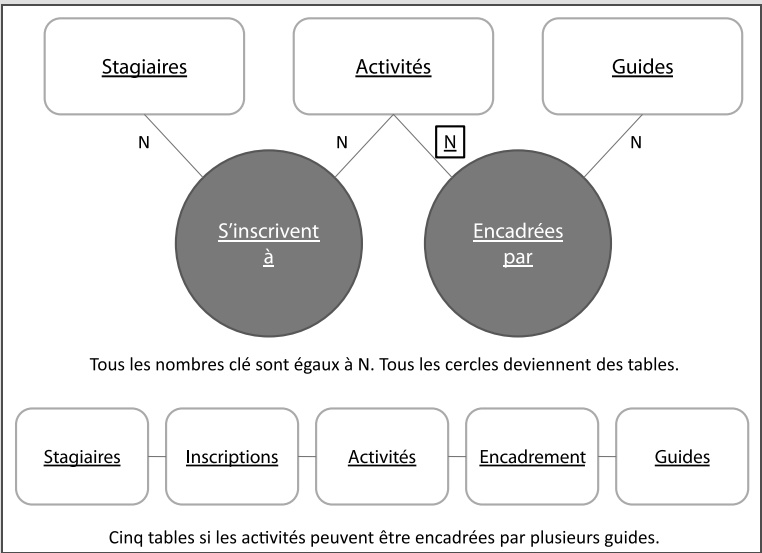 Stagiaires Activités Guides
N N N N
S’inscrivent
à
Encadrées
par
Tous les nombres clé sont égaux à N. Tous les cercles deviennent des tables.
Stagiaires Inscriptions Activités Encadrement Guides
Cinq tables si les activités peuvent être encadrées par plusieurs guides.